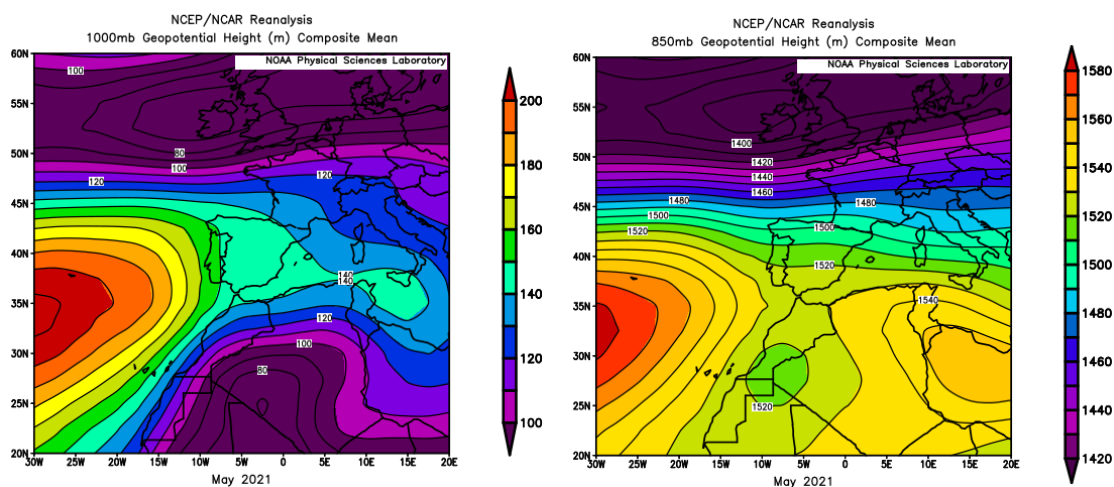 NCEP/NCAR Reanalysis
1000mb Geopotential Height (m) Composite Mean
NOAA Physical Sciences Laboratory
60N
55N
50N
45N
40N
35N
30N
25N
20N
100
80
100
120
120
140
140
120
100
80
30W
25W
20W
15W
10W
5W
0
5E
10E
15E
20E
May 2021
200
180
160
140
120
100
NCEP/NCAR Reanalysis
850mb Geopotential Height (m) Composite Mean
NOAA Physical Sciences Laboratory
60N
55N
50N
45N
40N
35N
30N
25N
20N
1400
1420
1440
1460
1480
1480
1500
1500
1520
1520
1540
1520
30W
25W
20W
15W
10W
5W
0
5E
10E
15E
20E
May 2021
1580
1560
1540
1520
1500
1480
1460
1440
1420